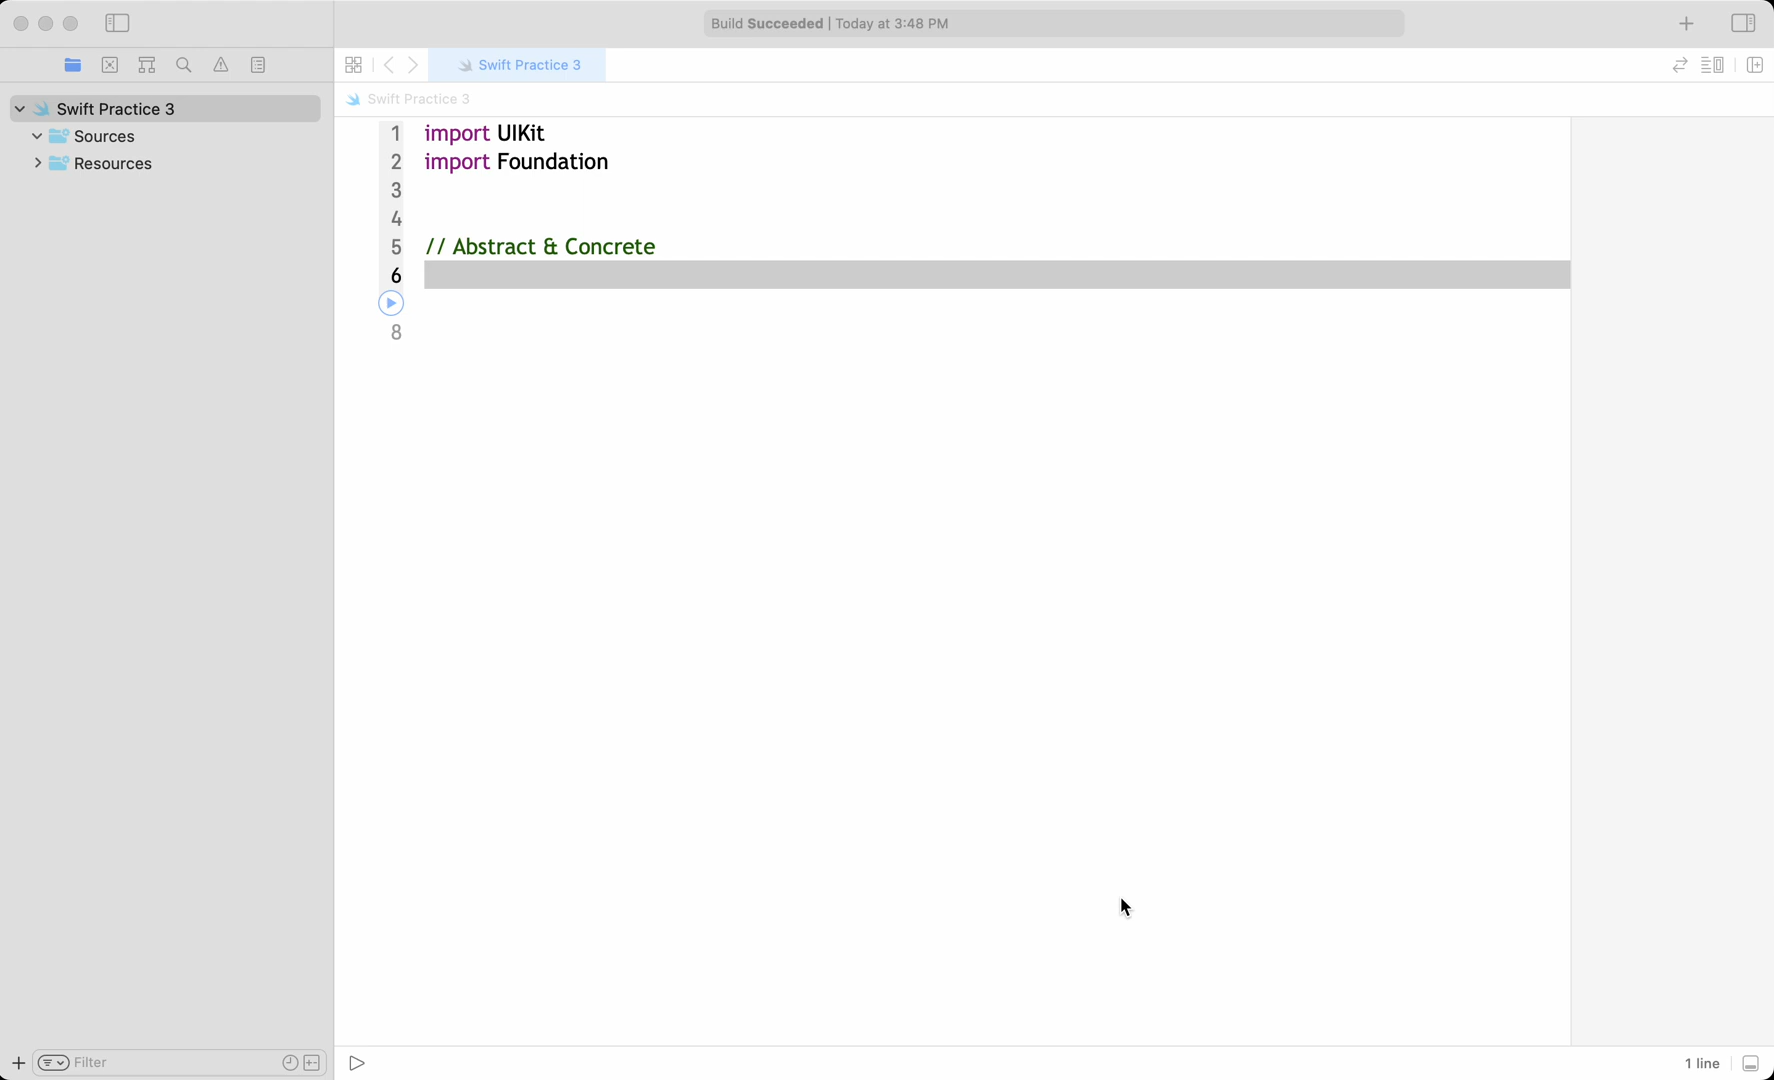 Build Succeeded | Today at 3:48 PM
Swift Practice 3
Swift Practice 3
Swift Practice 3
Sources
Resources
1 import UIKit
2 import Foundation
3
4
5 // Abstract & Concrete
6
8
Filter
1 line